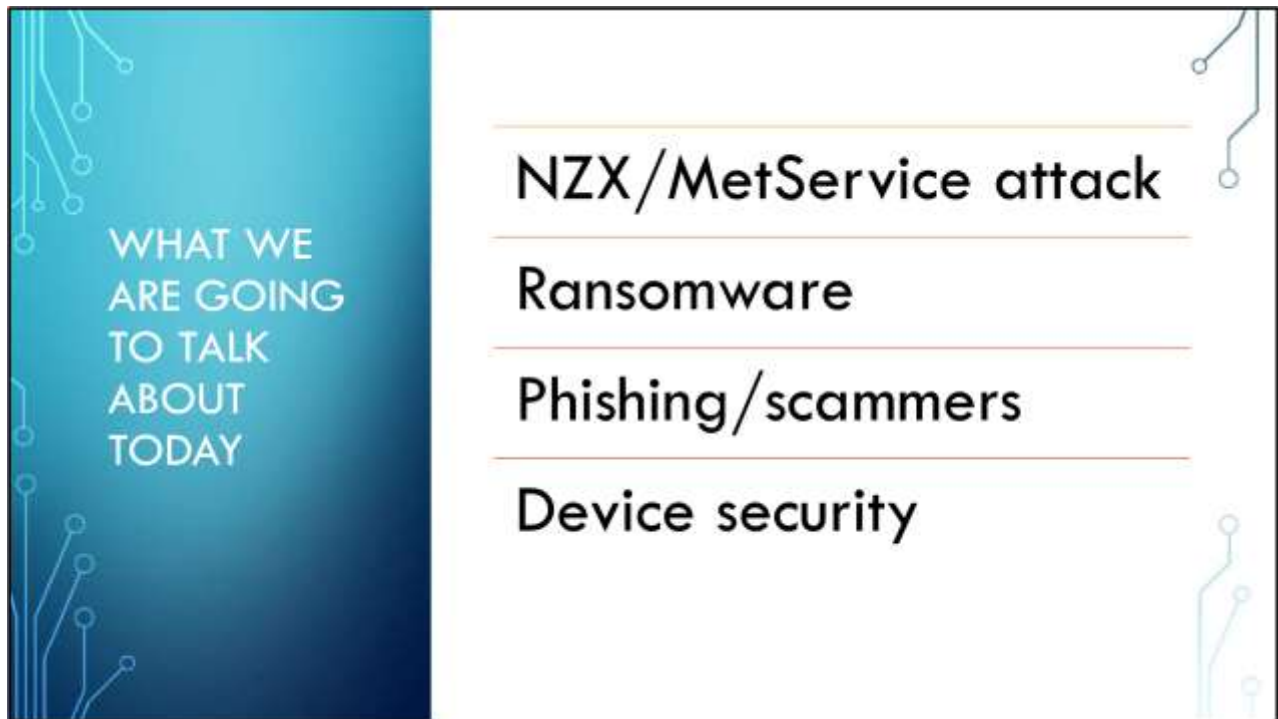 WHAT WE
ARE GOING
TO TALK
ABOUT
TODAY
NZX/MetService attack
Ransomware
Phishing/scammers
Device security